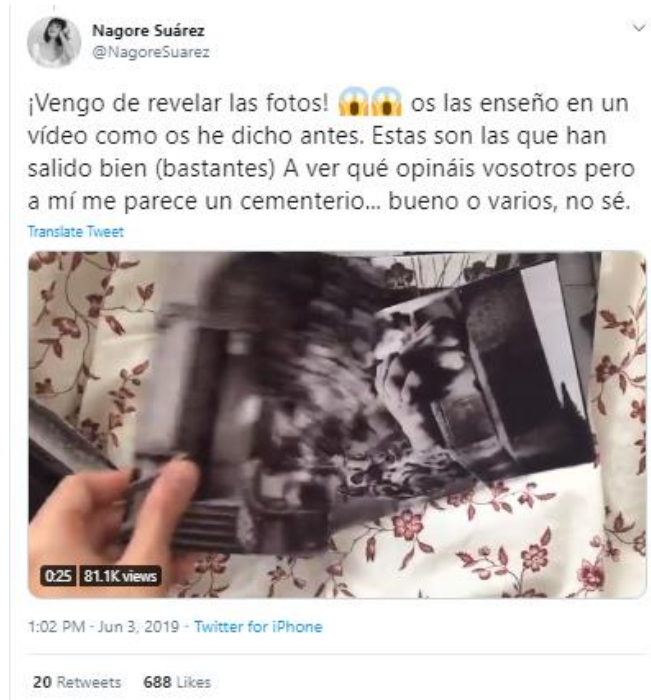 Nagore Suárez
@NagoreSuarez
¡Vengo de revelar las fotos! 😱😱 os las enseño en un
vídeo como os he dicho antes. Estas son las que han
salido bien (bastantes) A ver qué opináis vosotros pero
a mí me parece un cementerio... bueno o varios, no sé.
Translate Tweet
0:25 81.1K views
1:02 PM · Jun 3, 2019 · Twitter for iPhone
20 Retweets 688 Likes